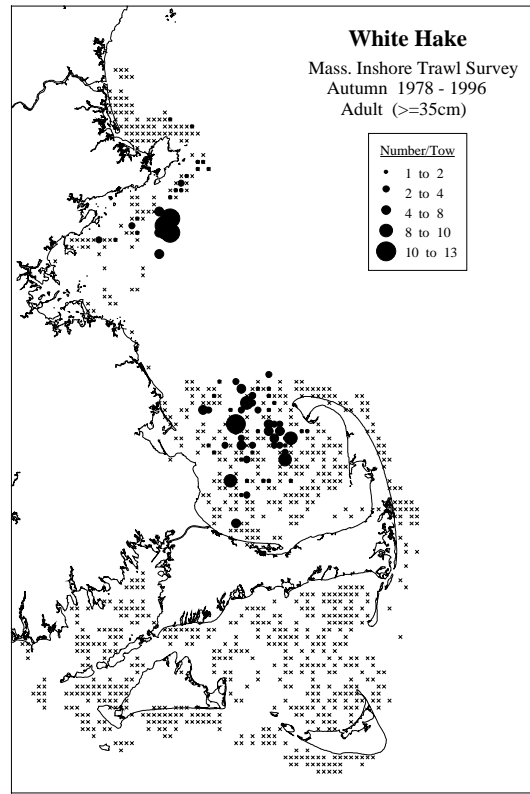 White Hake
Mass. Inshore Trawl Survey
Autumn 1978 - 1996
Adult (>=35cm)
Number/Tow
1 to 2
2 to 4
4 to 8
8 to 10
10 to 13